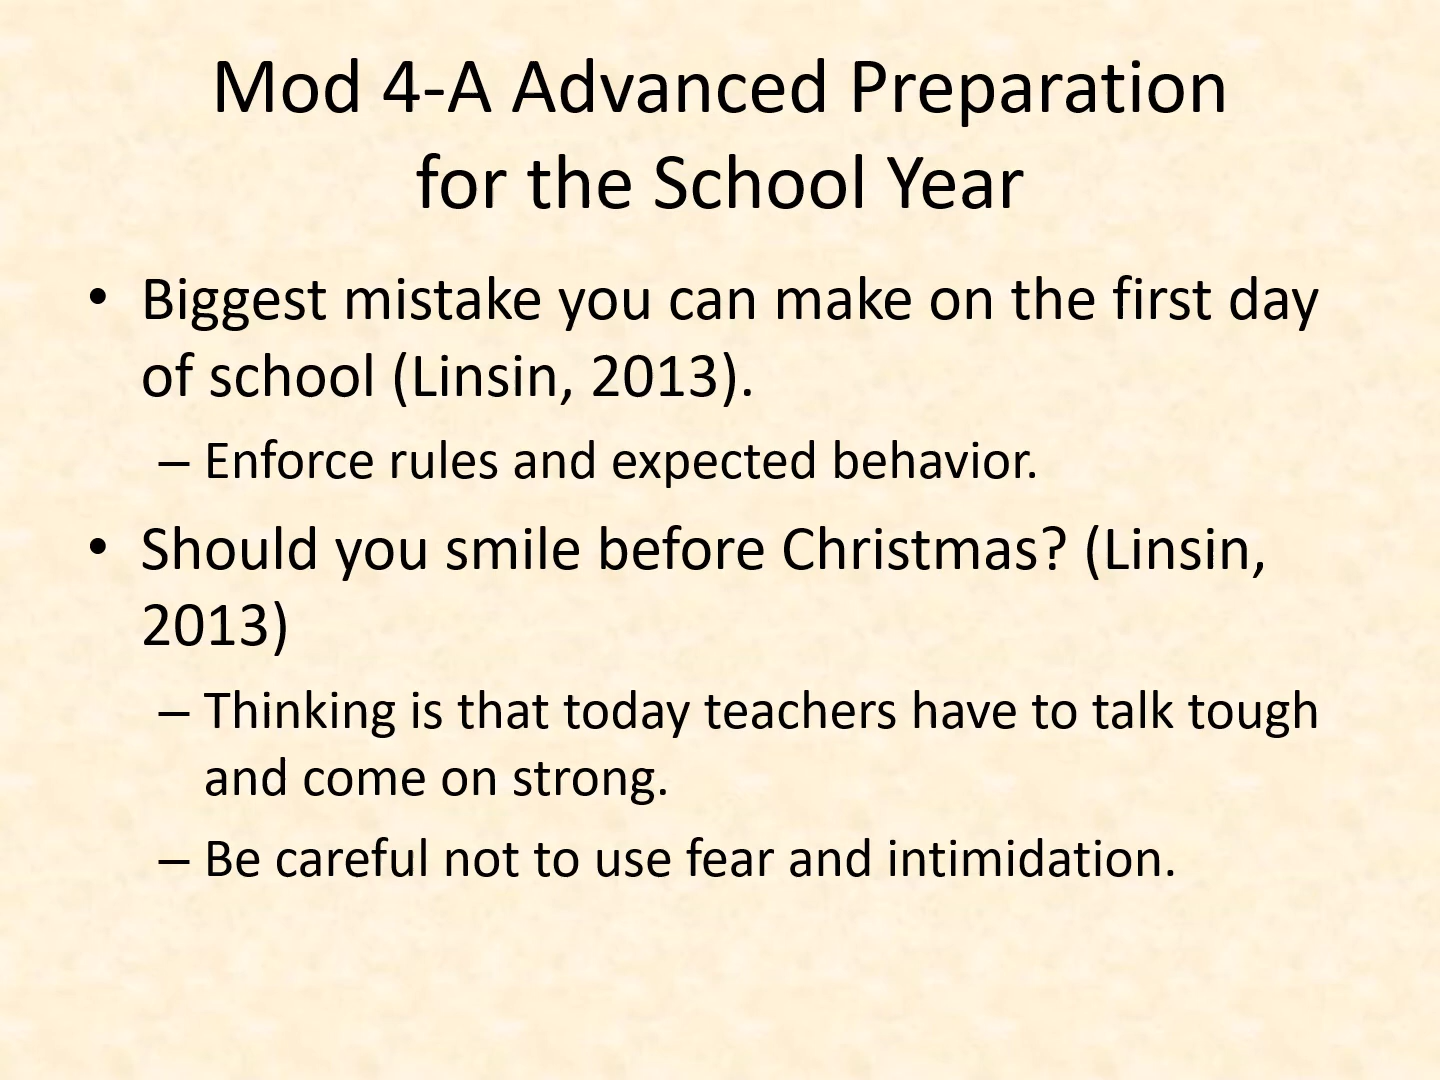 Mod 4-A Advanced Preparation
for the School Year
• Biggest mistake you can make on the first day
of school (Linsin, 2013).
– Enforce rules and expected behavior.
• Should you smile before Christmas? (Linsin,
2013)
– Thinking is that today teachers have to talk tough
and come on strong.
– Be careful not to use fear and intimidation.